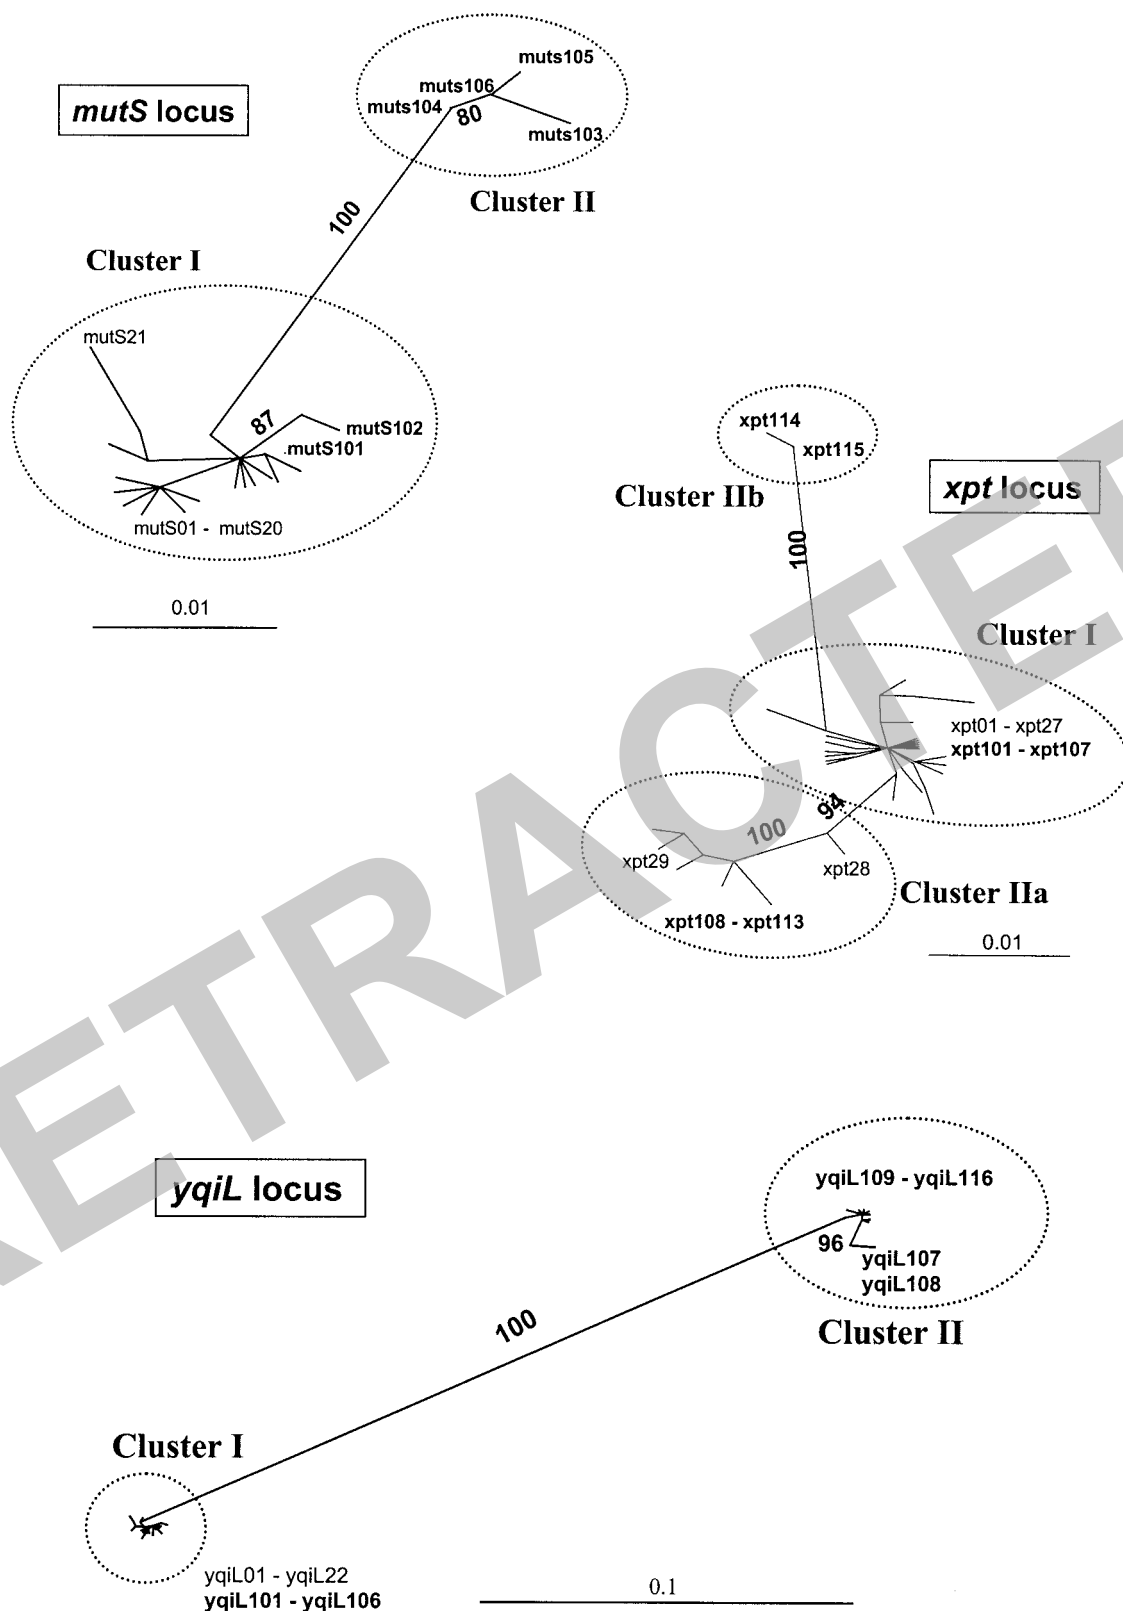 mutS locus
muts105
muts106
muts104
80
muts103
Cluster II
100
Cluster I
mutS21
87
mutS102
.mutS101
mutS01 - mutS20
0.01
xpt114
xpt115
Cluster IIb
xpt locus
100
Cluster I
xpt01 - xpt27
xpt101 - xpt107
94
100
xpt29
xpt28
Cluster IIa
xpt108 - xpt113
0.01
RETRACTED
yqiL locus
yqiL109 - yqiL116
96
yqiL107
yqiL108
Cluster II
100
Cluster I
yqiL01 - yqiL22
yqiL101 - yqiL106
0.1